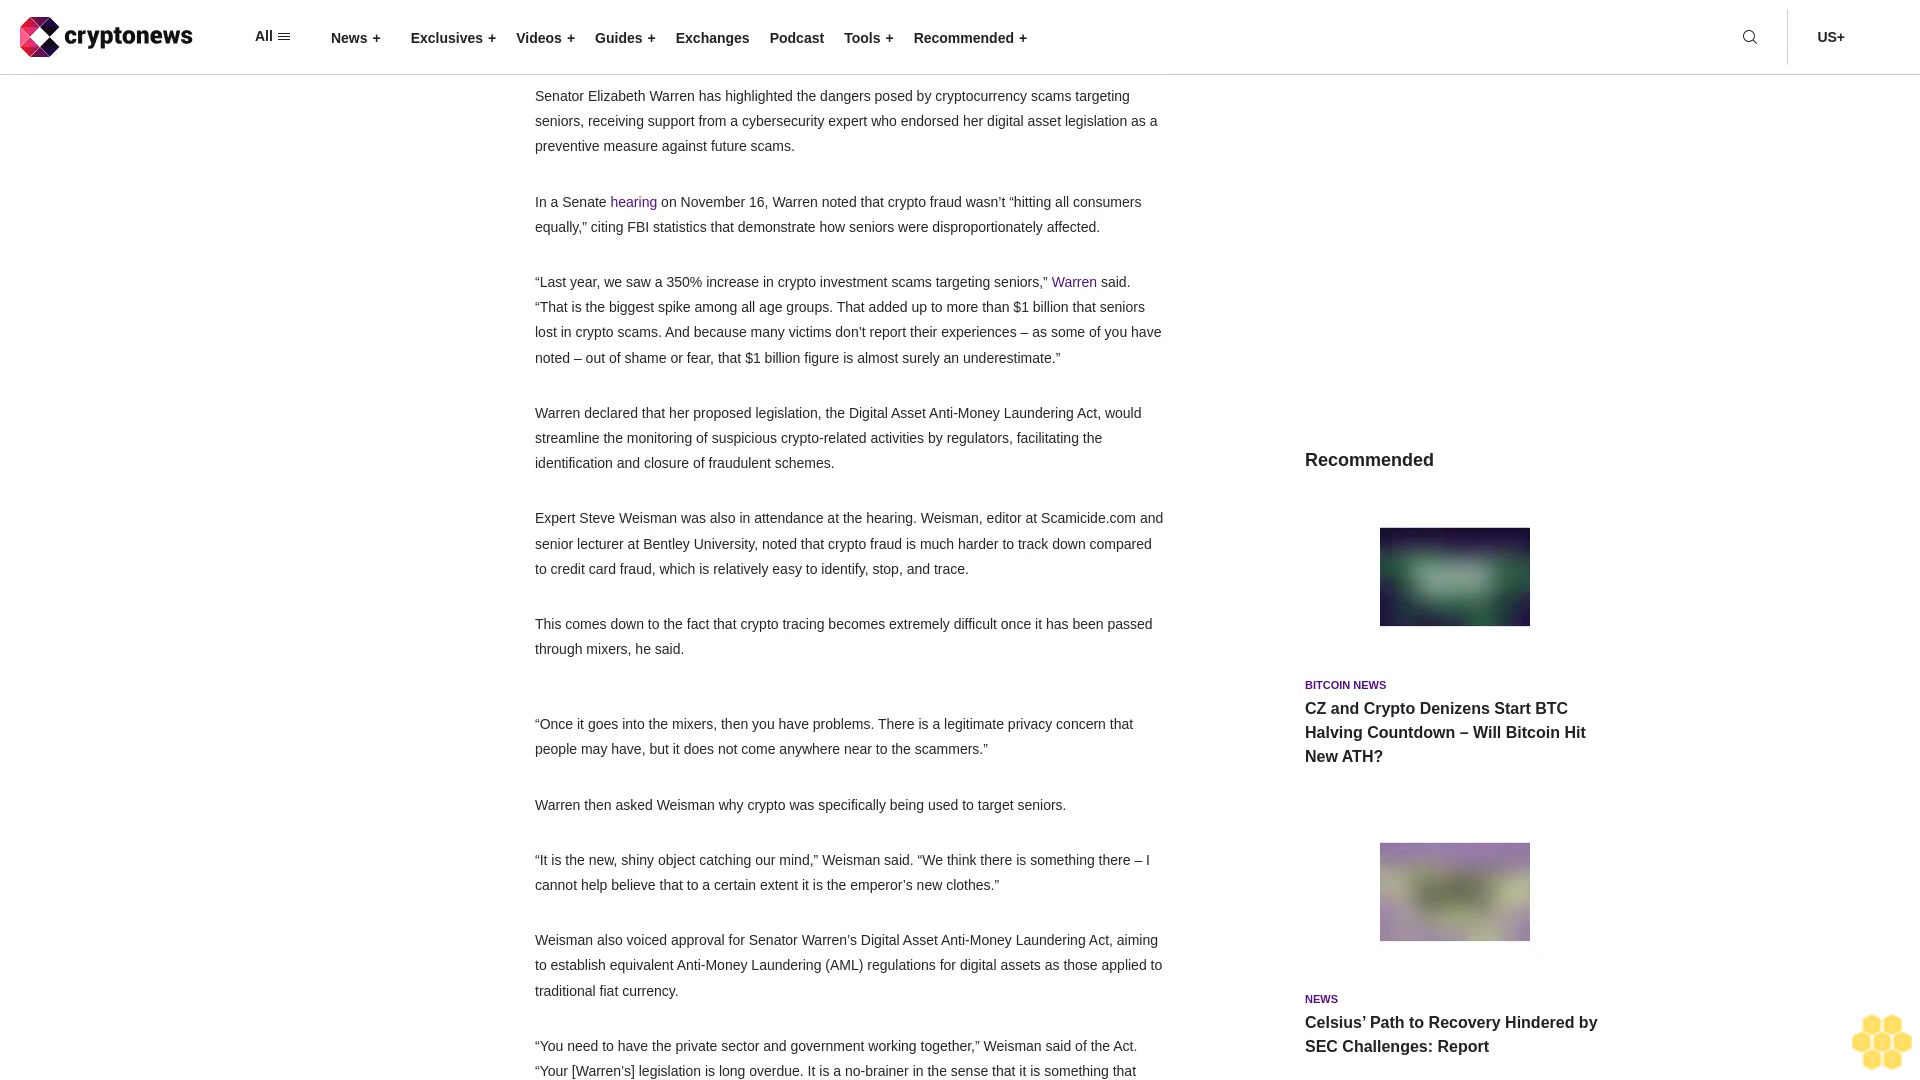 cryptonews
All
News +
Exclusives +
Videos +
Guides +
Exchanges
Podcast
Tools +
Recommended +
US+
Senator Elizabeth Warren has highlighted the dangers posed by cryptocurrency scams targeting
seniors, receiving support from a cybersecurity expert who endorsed her digital asset legislation as a
preventive measure against future scams.
In a Senate hearing on November 16, Warren noted that crypto fraud wasn’t “hitting all consumers
equally,” citing FBI statistics that demonstrate how seniors were disproportionately affected.
“Last year, we saw a 350% increase in crypto investment scams targeting seniors,” Warren said.
“That is the biggest spike among all age groups. That added up to more than $1 billion that seniors
lost in crypto scams. And because many victims don’t report their experiences – as some of you have
noted – out of shame or fear, that $1 billion figure is almost surely an underestimate.”
Warren declared that her proposed legislation, the Digital Asset Anti-Money Laundering Act, would
streamline the monitoring of suspicious crypto-related activities by regulators, facilitating the
identification and closure of fraudulent schemes.
Expert Steve Weisman was also in attendance at the hearing. Weisman, editor at Scamicide.com and
senior lecturer at Bentley University, noted that crypto fraud is much harder to track down compared
to credit card fraud, which is relatively easy to identify, stop, and trace.
This comes down to the fact that crypto tracing becomes extremely difficult once it has been passed
through mixers, he said.
“Once it goes into the mixers, then you have problems. There is a legitimate privacy concern that
people may have, but it does not come anywhere near to the scammers.”
Warren then asked Weisman why crypto was specifically being used to target seniors.
“It is the new, shiny object catching our mind,” Weisman said. “We think there is something there – I
cannot help believe that to a certain extent it is the emperor’s new clothes.”
Weisman also voiced approval for Senator Warren’s Digital Asset Anti-Money Laundering Act, aiming
to establish equivalent Anti-Money Laundering (AML) regulations for digital assets as those applied to
traditional fiat currency.
“You need to have the private sector and government working together,” Weisman said of the Act.
“Your [Warren’s] legislation is long overdue. It is a no-brainer in the sense that it is something that
Recommended
BITCOIN NEWS
CZ and Crypto Denizens Start BTC
Halving Countdown – Will Bitcoin Hit
New ATH?
NEWS
Celsius’ Path to Recovery Hindered by
SEC Challenges: Report